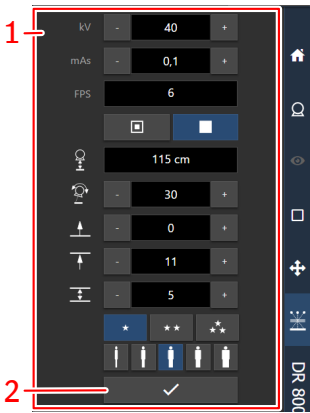 1
kV - 40 +
mAs - 0,1 +
FPS 6
115 cm
- 30 +
- 0 +
- 11 +
- 5 +
2
DR 800